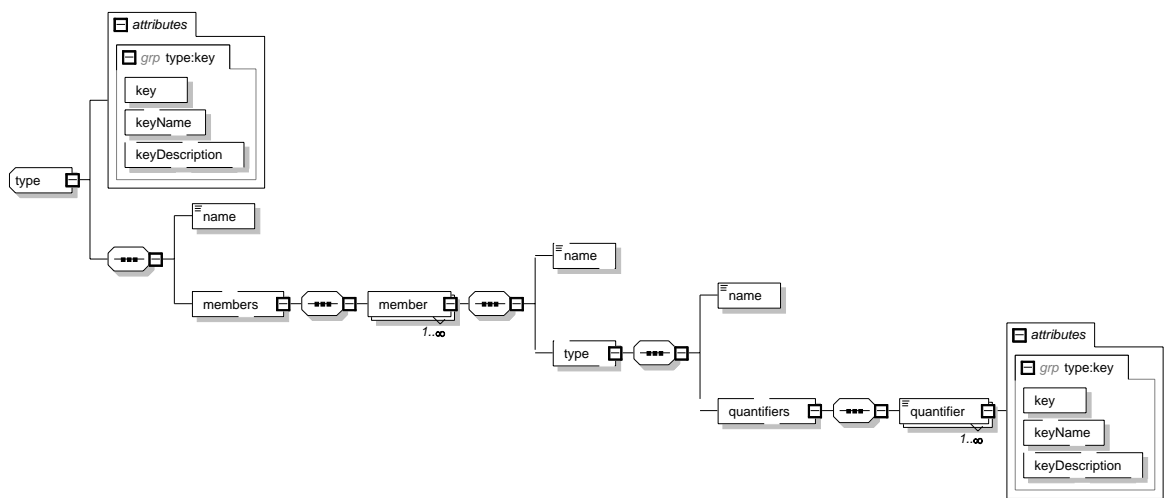 attributes
grp type:key
key
keyName
keyDescription
type
name
members
member
1..∞
name
type
name
quantifiers
quantifier
1..∞
attributes
grp type:key
key
keyName
keyDescription